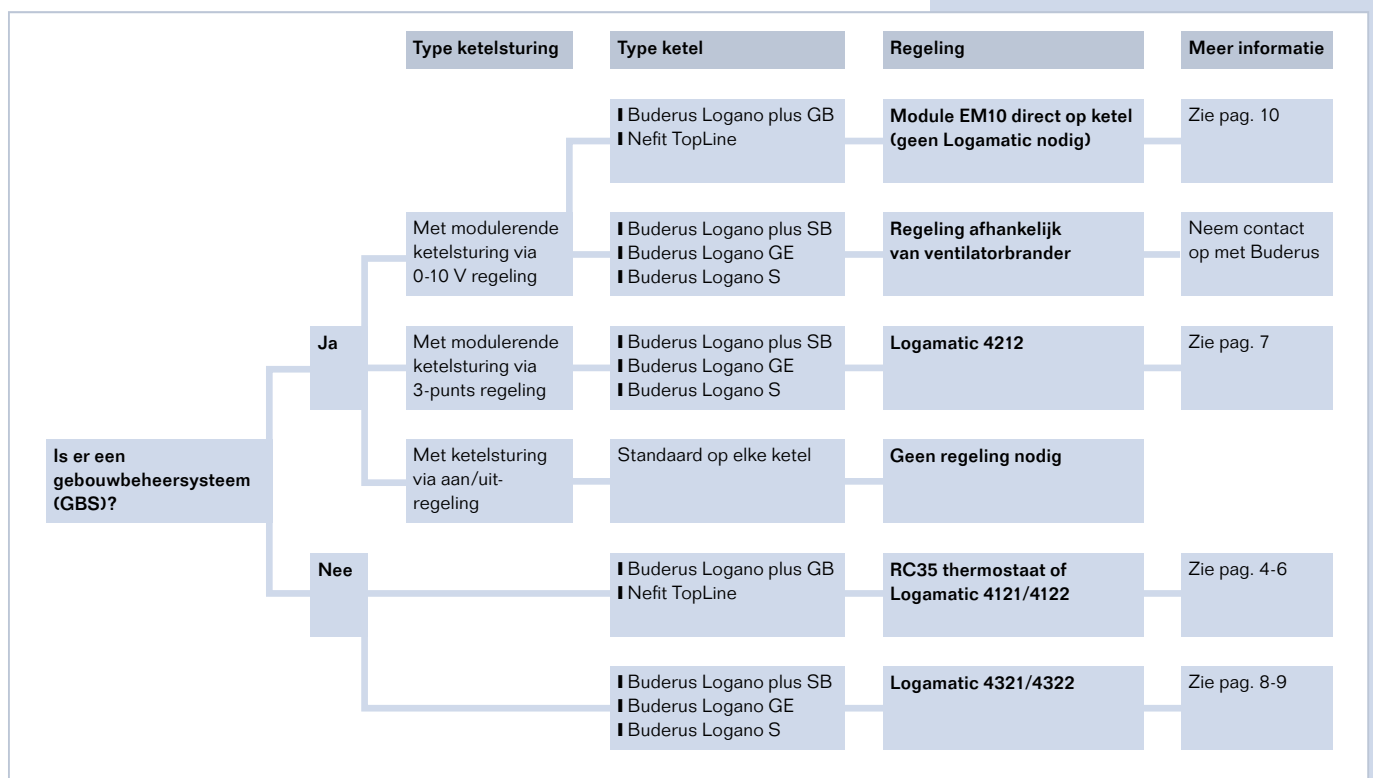 Type ketelsturing
Type ketel
Regeling
Meer informatie
Buderus Logano plus GB
Nefit TopLine
Module EM10 direct op ketel
(geen Logamatic nodig)
Zie pag. 10
Met modulerende
ketelsturing via
0-10 V regeling
Buderus Logano plus SB
Buderus Logano GE
Buderus Logano S
Regeling afhankelijk
van ventilatorbrander
Neem contact
op met Buderus
Ja
Met modulerende
ketelsturing via
3-punts regeling
Buderus Logano plus SB
Buderus Logano GE
Buderus Logano S
Logamatic 4212
Zie pag. 7
Is er een
gebouwbeheersysteem
(GBS)?
Met ketelsturing
via aan/uit-
regeling
Standaard op elke ketel
Geen regeling nodig
Nee
Buderus Logano plus GB
Nefit TopLine
RC35 thermostaat of
Logamatic 4121/4122
Zie pag. 4-6
Buderus Logano plus SB
Buderus Logano GE
Buderus Logano S
Logamatic 4321/4322
Zie pag. 8-9